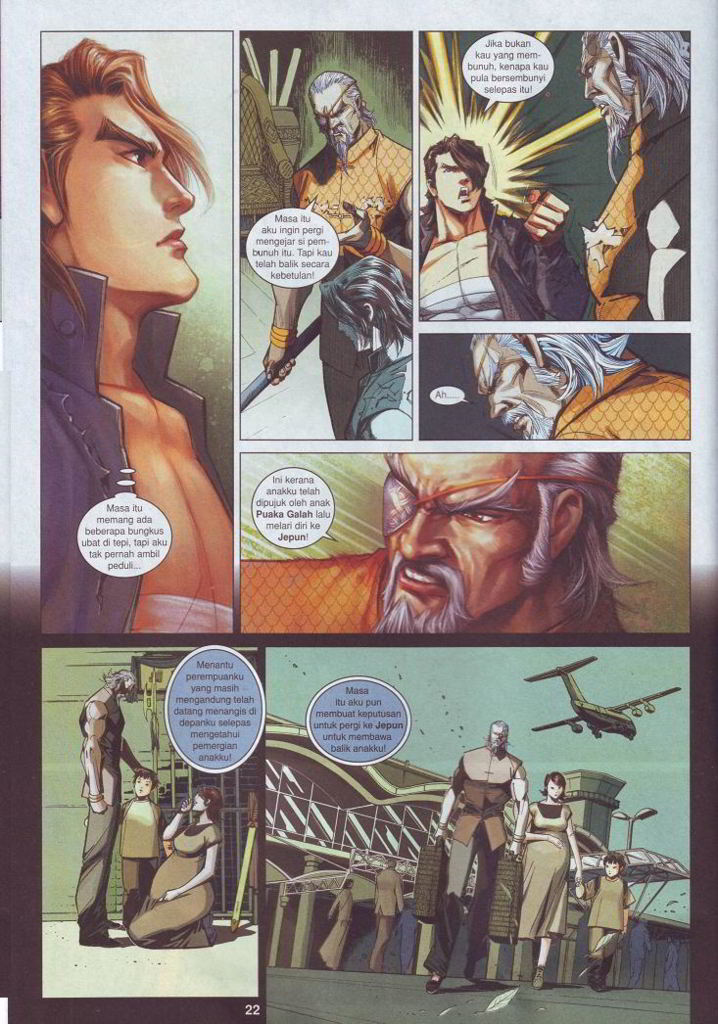 Masa itu
memang ada
beberapa bungkus
ubat di tepi, tapi aku
tak pernah ambil
peduli...
Masa itu
aku ingin pergi
mengejar si pem-
bunuh itu. Tapi kau
telah balik secara
kebetulan!
Jika bukan
kau yang mem-
bunuh, kenapa kau
pula bersembunyi
selepas itu!
Ah.....
Ini kerana
anakku telah
dipujuk oleh anak
Puaka Galah lalu
melari diri ke
Jepun!
Menantu
perempuanku
yang masih
mengandung telah
datang menangis di
depanku selepas
mengetahui
pemergian
anakku!
Masa
itu aku pun
membuat keputusan
untuk pergi ke Jepun
untuk membawa
balik anakku!
22